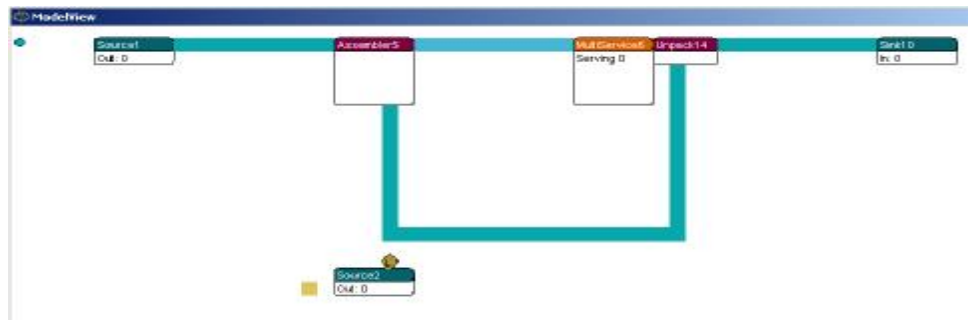 ModelView
Source1
Out: 0
Assembler5
MultiService6
Serving 0
Unpack14
Sink10
In: 0
Source2
Out: 0